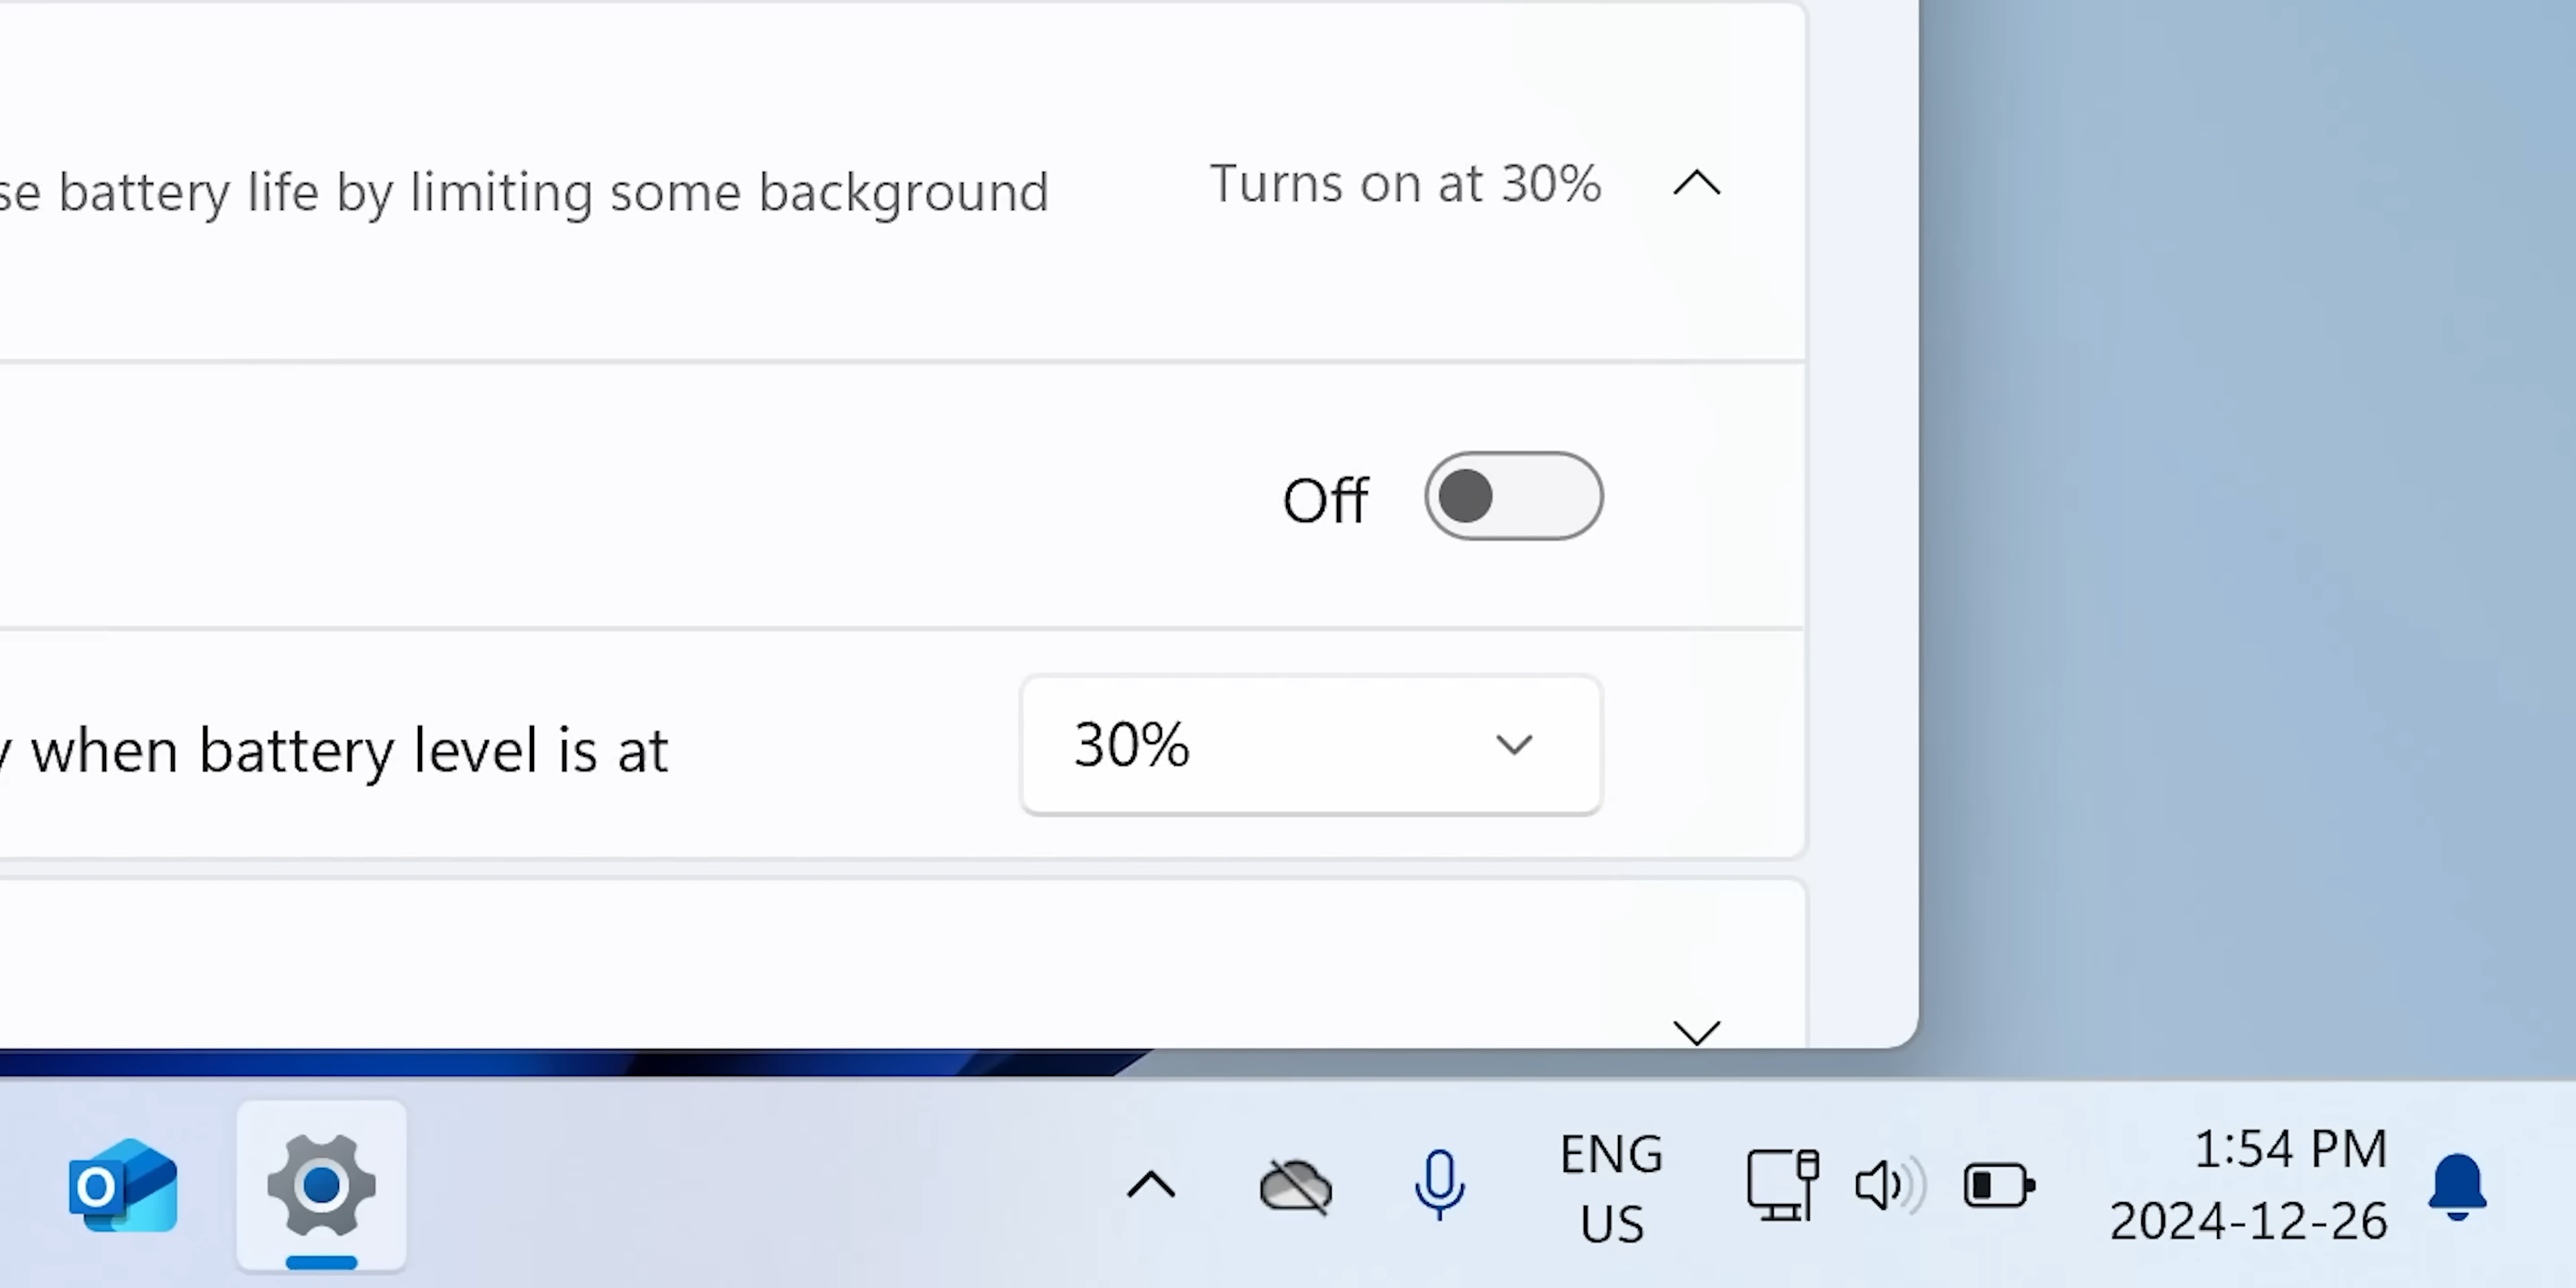 se battery life by limiting some background
Turns on at 30%
Off
when battery level is at
30%
ENG
US
1:54 PM
2024-12-26
O